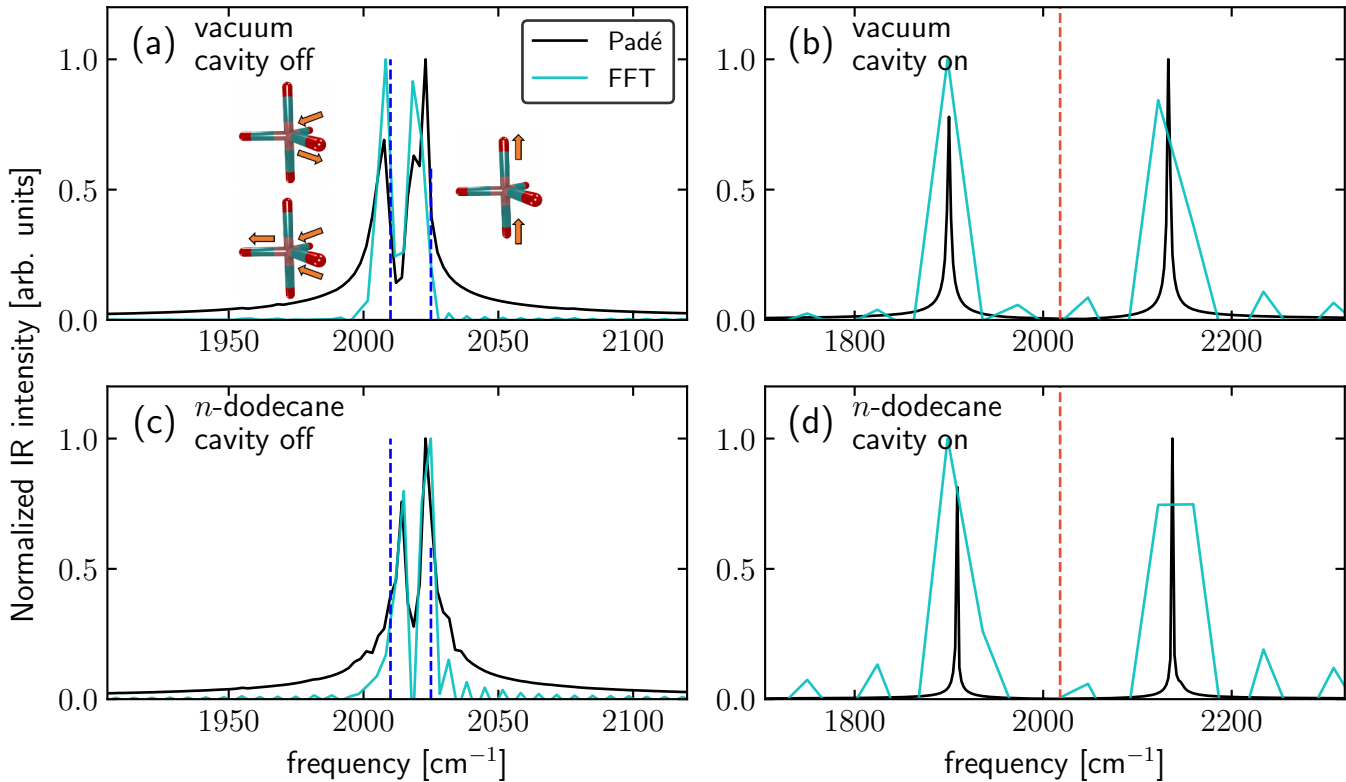 Normalized IR intensity [arb. units]
(a) vacuum
cavity off
Padé
FFT
1.0
0.5
0.0
1950 2000 2050 2100
(b) vacuum
cavity on
1.0
0.5
0.0
1800 2000 2200
(c) n-dodecane
cavity off
1.0
0.5
0.0
1950 2000 2050 2100
frequency [cm⁻¹]
(d) n-dodecane
cavity on
1.0
0.5
0.0
1800 2000 2200
frequency [cm⁻¹]